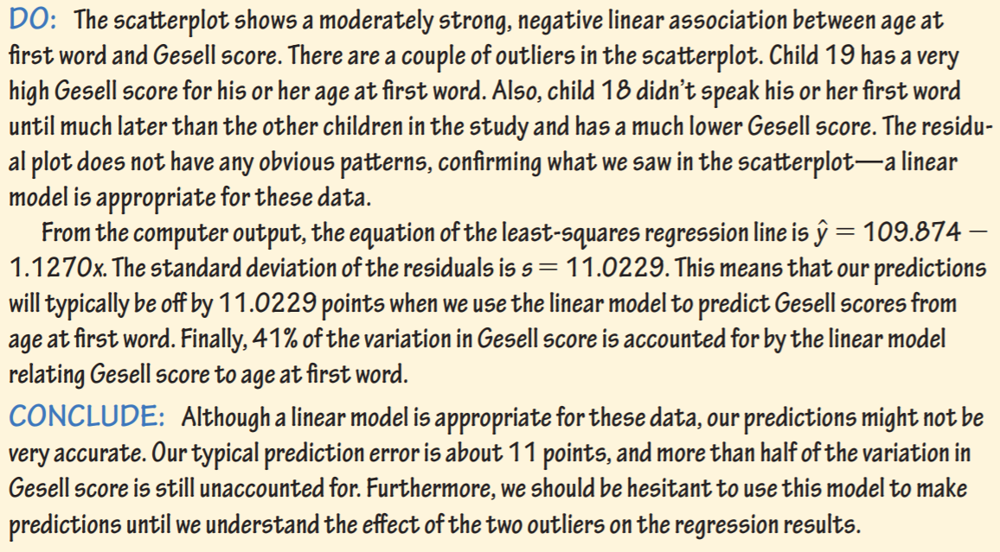 DO: The scatterplot shows a moderately strong, negative linear association between age at
first word and Gesell score. There are a couple of outliers in the scatterplot. Child 19 has a very
high Gesell score for his or her age at first word. Also, child 18 didn't speak his or her first word
until much later than the other children in the study and has a much lower Gesell score. The residu-
al plot does not have any obvious patterns, confirming what we saw in the scatterplot—a linear
model is appropriate for these data.
From the computer output, the equation of the least-squares regression line is ŷ = 109.874 −
1.1270x. The standard deviation of the residuals is s = 11.0229. This means that our predictions
will typically be off by 11.0229 points when we use the linear model to predict Gesell scores from
age at first word. Finally, 41% of the variation in Gesell score is accounted for by the linear model
relating Gesell score to age at first word.
CONCLUDE: Although a linear model is appropriate for these data, our predictions might not be
very accurate. Our typical prediction error is about 11 points, and more than half of the variation in
Gesell score is still unaccounted for. Furthermore, we should be hesitant to use this model to make
predictions until we understand the effect of the two outliers on the regression results.